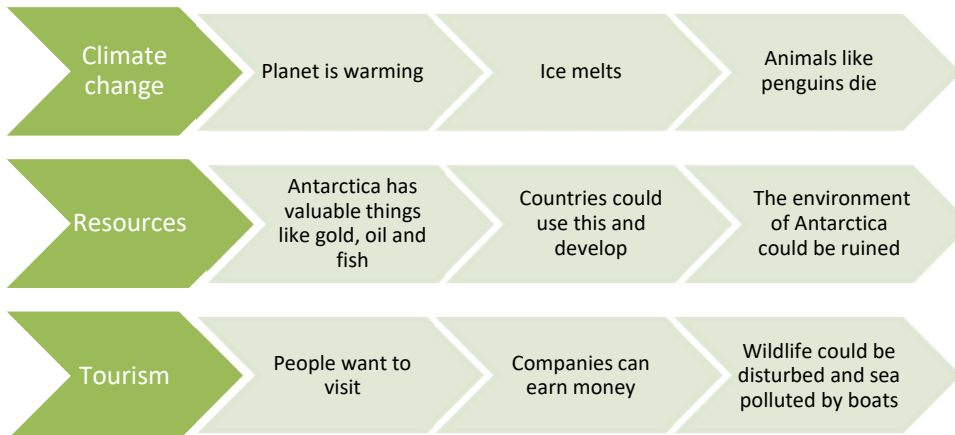 Climate
change
Planet is warming
Ice melts
Animals like
penguins die
Resources
Antarctica has
valuable things
like gold, oil and
fish
Countries could
use this and
develop
The environment
of Antarctica
could be ruined
Tourism
People want to
visit
Companies can
earn money
Wildlife could be
disturbed and sea
polluted by boats